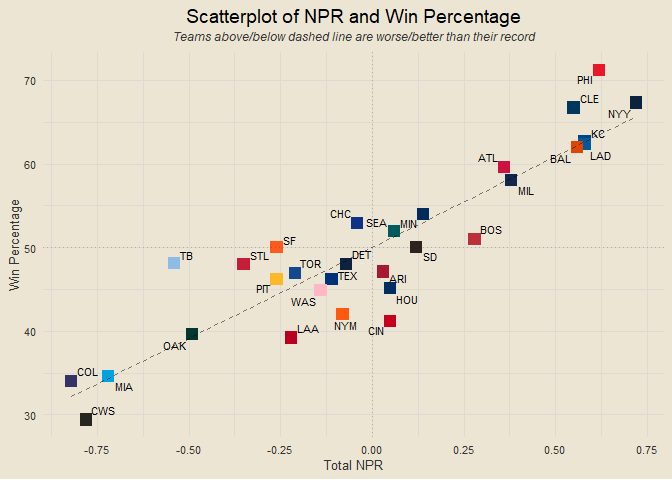 Scatterplot of NPR and Win Percentage
Teams above/below dashed line are worse/better than their record
Win Percentage
70
60
50
40
30
PHI
CLE
NYY
KC
BAL
LAD
ATL
MIL
CHC
SEA
MIN
BOS
SD
SF
TB
STL
TOR
DET
TEX
ARI
PIT
WAS
HOU
NYM
CIN
LAA
OAK
COL
MIA
CWS
-0.75
-0.50
-0.25
0.00
0.25
0.50
0.75
Total NPR